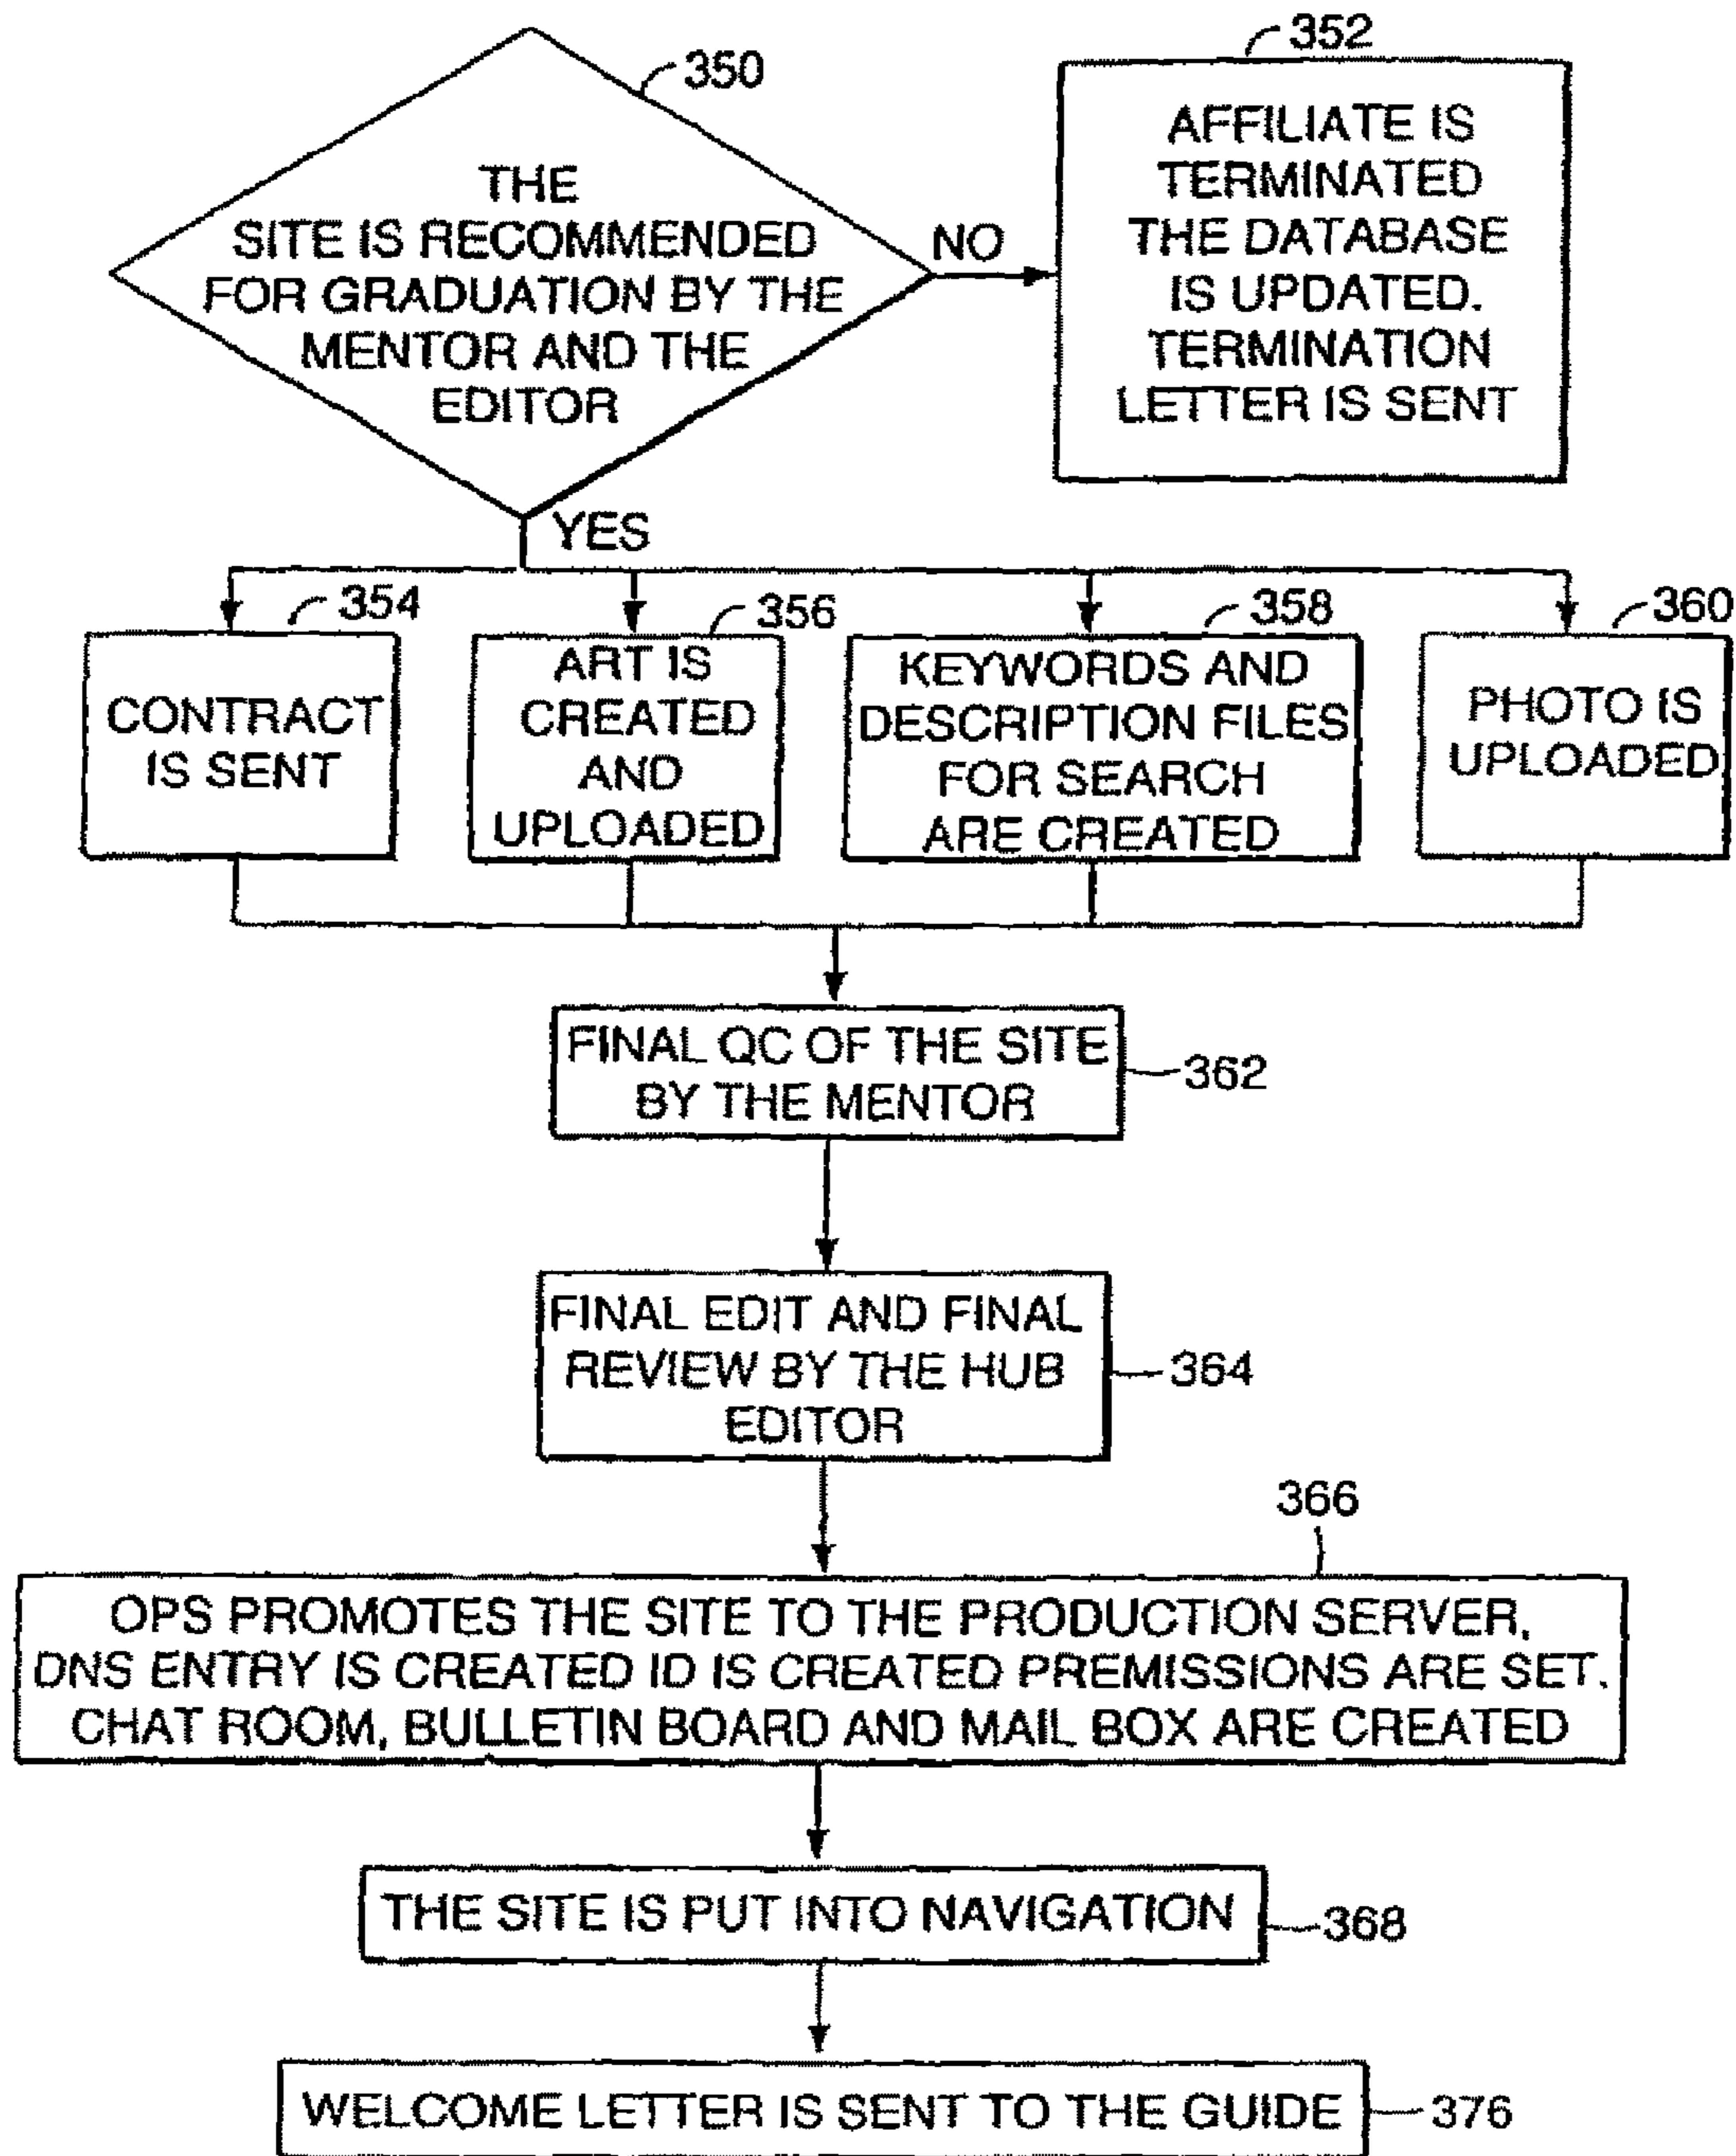 350
THE
SITE IS RECOMMENDED
FOR GRADUATION BY THE
MENTOR AND THE
EDITOR
NO
352
AFFILIATE IS
TERMINATED
THE DATABASE
IS UPDATED.
TERMINATION
LETTER IS SENT
YES
354
CONTRACT
IS SENT
356
ART IS
CREATED
AND
UPLOADED
358
KEYWORDS AND
DESCRIPTION FILES
FOR SEARCH
ARE CREATED
360
PHOTO IS
UPLOADED
FINAL QC OF THE SITE
BY THE MENTOR
362
FINAL EDIT AND FINAL
REVIEW BY THE HUB
EDITOR
364
366
OPS PROMOTES THE SITE TO THE PRODUCTION SERVER,
DNS ENTRY IS CREATED ID IS CREATED PREMISSIONS ARE SET.
CHAT ROOM, BULLETIN BOARD AND MAIL BOX ARE CREATED
THE SITE IS PUT INTO NAVIGATION
368
WELCOME LETTER IS SENT TO THE GUIDE
376